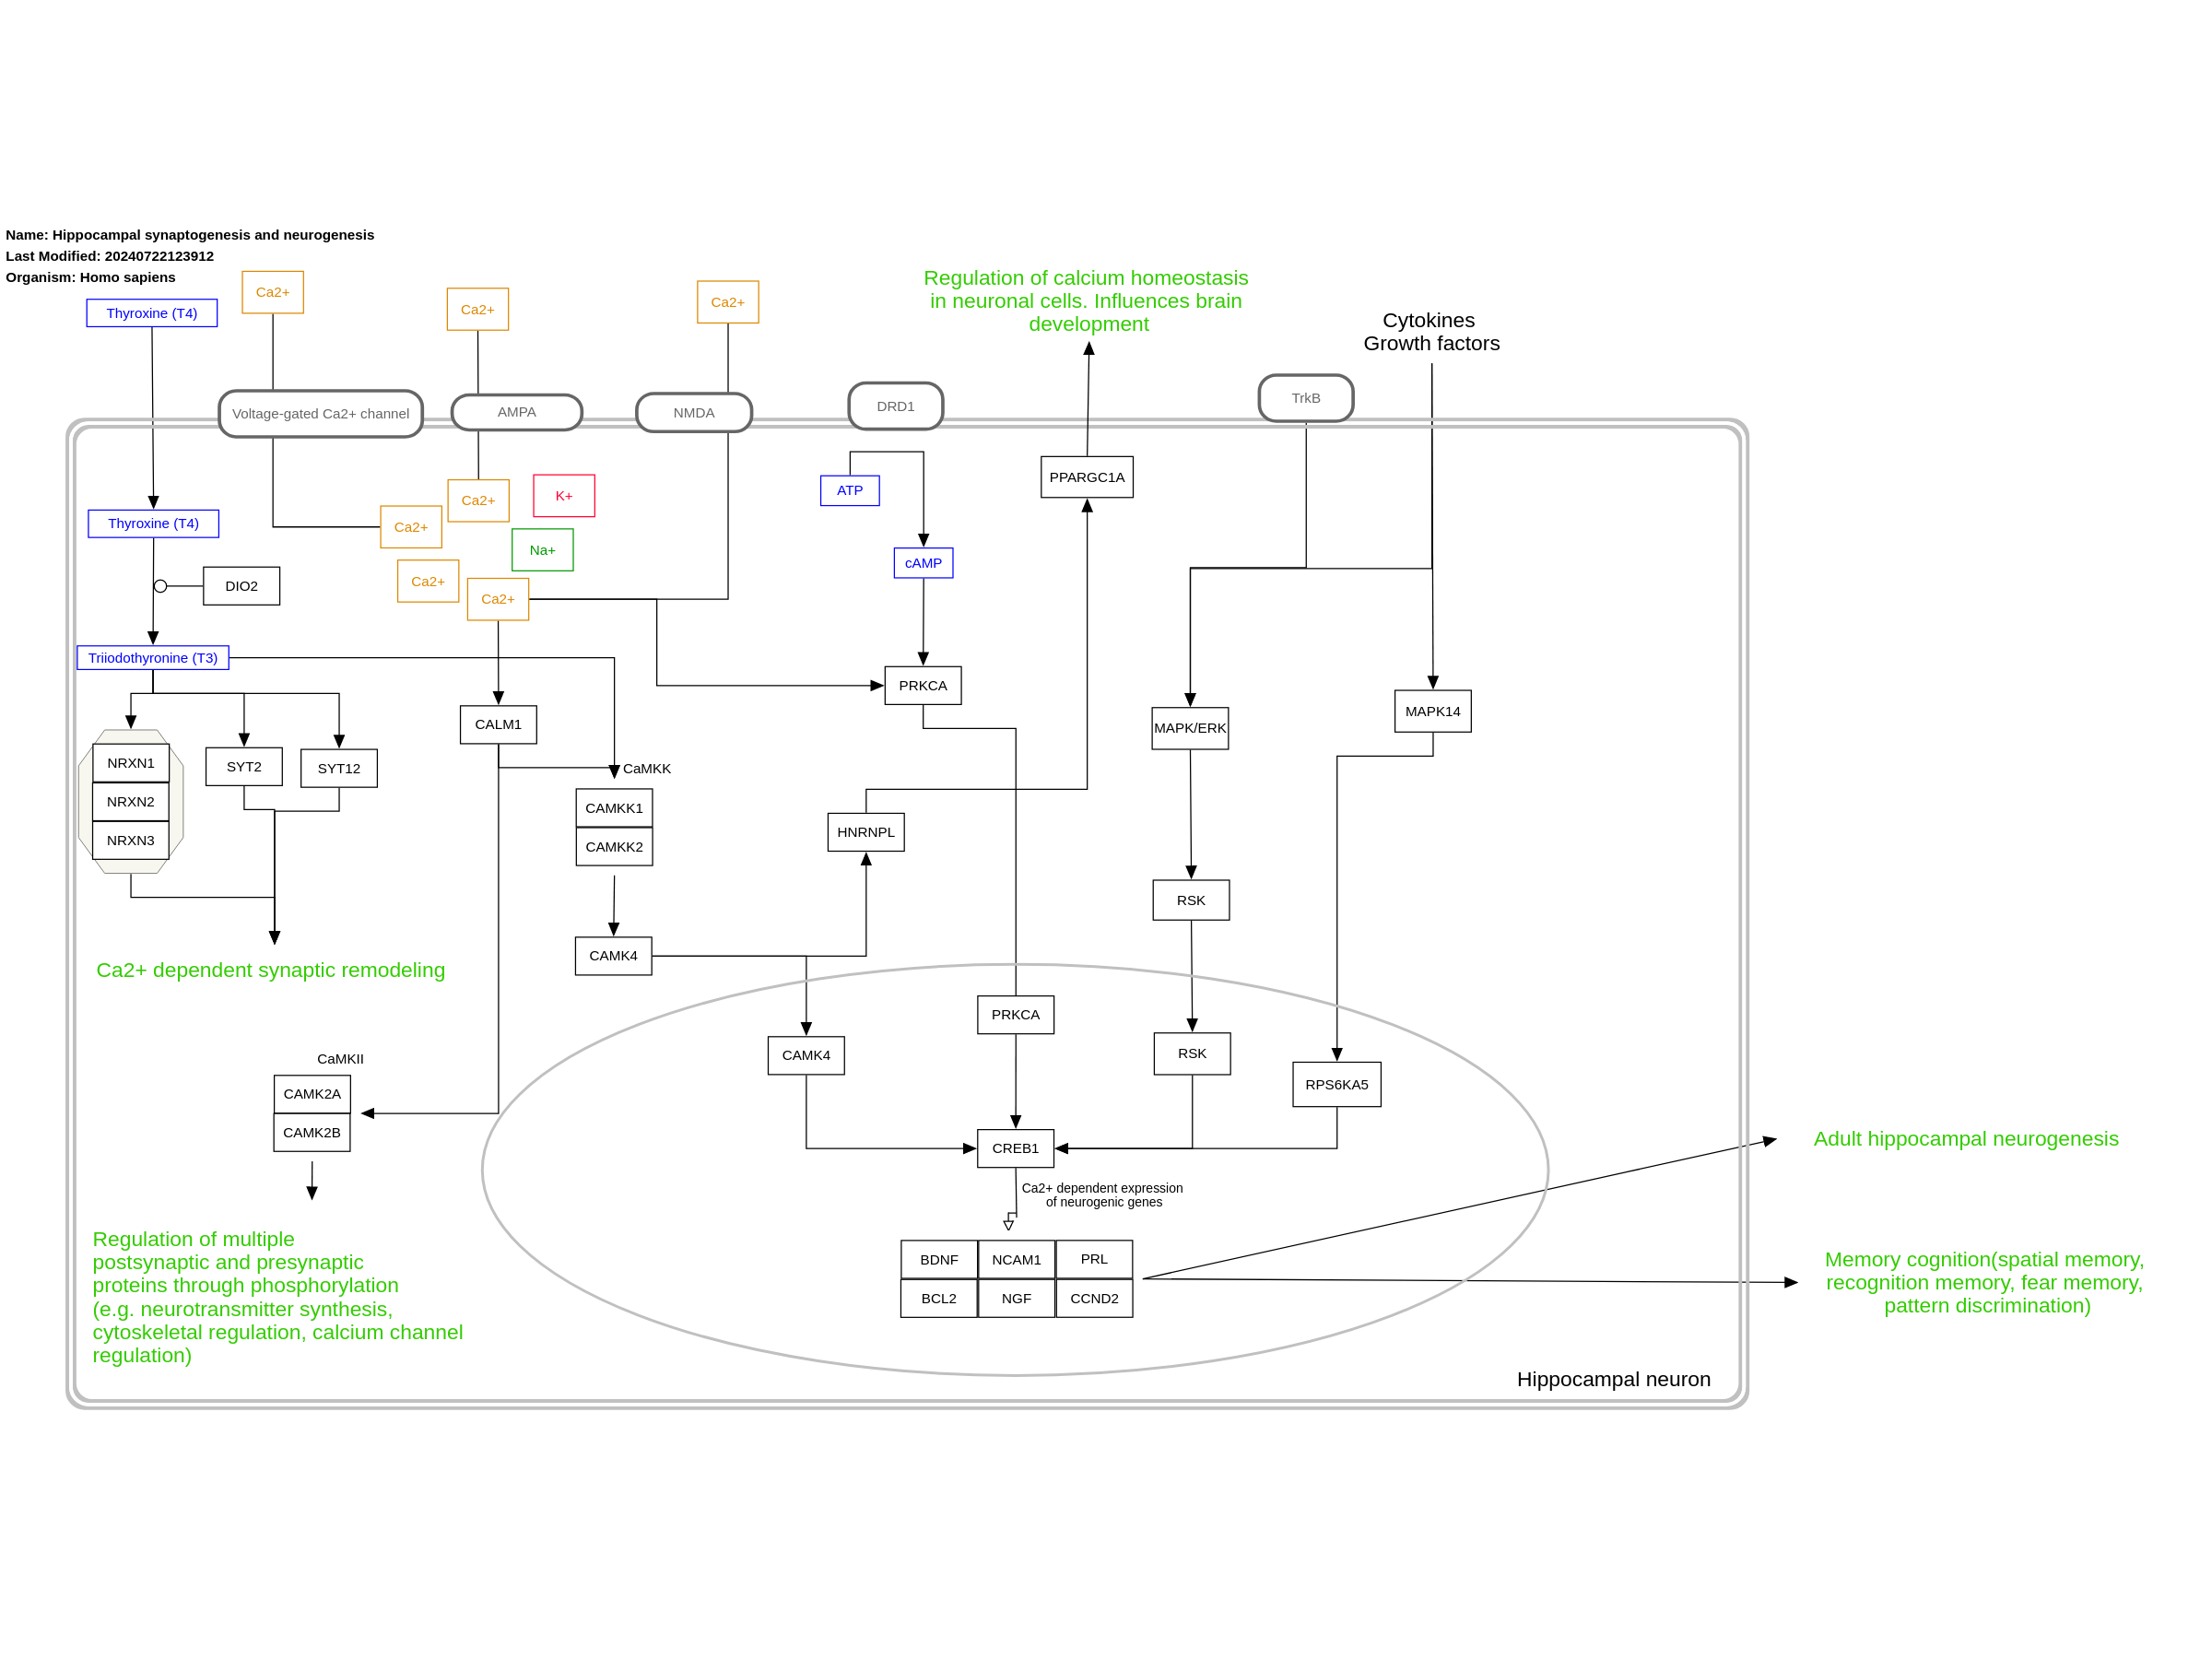 Name: Hippocampal synaptogenesis and neurogenesis
Last Modified: 20240722123912
Organism: Homo sapiens
Ca2+
Ca2+
Ca2+
Thyroxine (T4)
Regulation of calcium homeostasis
in neuronal cells. Influences brain
development
Cytokines
Growth factors
Voltage-gated Ca2+ channel
AMPA
NMDA
DRD1
TrkB
Thyroxine (T4)
Ca2+
Ca2+
K+
Na+
Ca2+
Ca2+
ATP
cAMP
PPARGC1A
DIO2
Triiodothyronine (T3)
PRKCA
CALM1
MAPK/ERK
MAPK14
NRXN1
NRXN2
NRXN3
SYT2
SYT12
CaMKK
CAMKK1
CAMKK2
HNRNPL
RSK
CAMK4
Ca2+ dependent synaptic remodeling
PRKCA
CAMK4
RSK
RPS6KA5
CaMKII
CAMK2A
CAMK2B
CREB1
Ca2+ dependent expression
of neurogenic genes
Adult hippocampal neurogenesis
Regulation of multiple
postsynaptic and presynaptic
proteins through phosphorylation
(e.g. neurotransmitter synthesis,
cytoskeletal regulation, calcium channel
regulation)
BDNF
NCAM1
PRL
BCL2
NGF
CCND2
Memory cognition(spatial memory,
recognition memory, fear memory,
pattern discrimination)
Hippocampal neuron